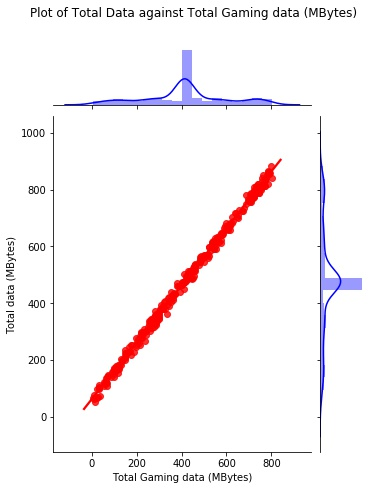 Plot of Total Data against Total Gaming data (MBytes)
1000
800
600
400
200
0
Total data (MBytes)
0 200 400 600 800
Total Gaming data (MBytes)